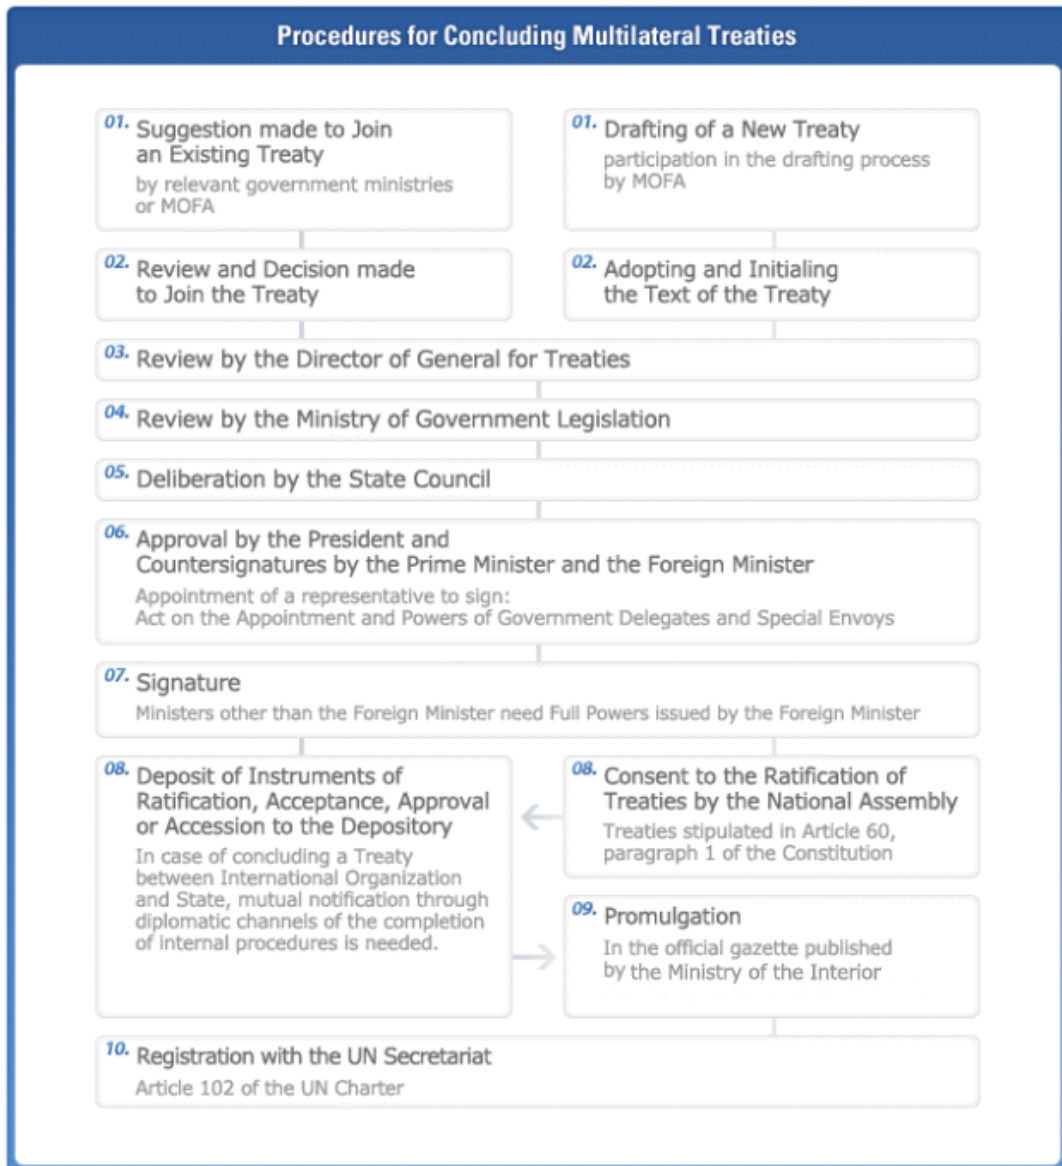 Procedures for Concluding Multilateral Treaties
01. Suggestion made to Join
an Existing Treaty
by relevant government ministries
or MOFA
01. Drafting of a New Treaty
participation in the drafting process
by MOFA
02. Review and Decision made
to Join the Treaty
02. Adopting and Initialing
the Text of the Treaty
03. Review by the Director of General for Treaties
04. Review by the Ministry of Government Legislation
05. Deliberation by the State Council
06. Approval by the President and
Countersignatures by the Prime Minister and the Foreign Minister
Appointment of a representative to sign:
Act on the Appointment and Powers of Government Delegates and Special Envoys
07. Signature
Ministers other than the Foreign Minister need Full Powers issued by the Foreign Minister
08. Deposit of Instruments of
Ratification, Acceptance, Approval
or Accession to the Depository
In case of concluding a Treaty
between International Organization
and State, mutual notification through
diplomatic channels of the completion
of internal procedures is needed.
08. Consent to the Ratification of
Treaties by the National Assembly
Treaties stipulated in Article 60,
paragraph 1 of the Constitution
09. Promulgation
In the official gazette published
by the Ministry of the Interior
10. Registration with the UN Secretariat
Article 102 of the UN Charter